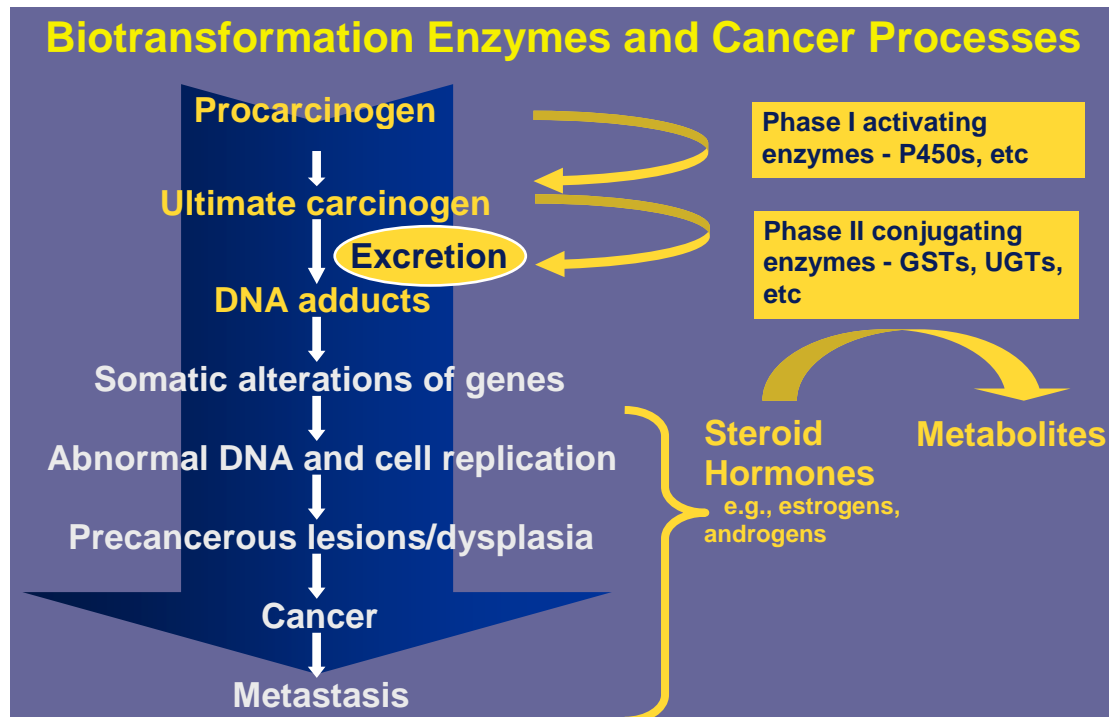 Biotransformation Enzymes and Cancer Processes
Procarcinogen
Ultimate carcinogen
Excretion
DNA adducts
Somatic alterations of genes
Abnormal DNA and cell replication
Precancerous lesions/dysplasia
Cancer
Metastasis
Phase I activating
enzymes - P450s, etc
Phase II conjugating
enzymes - GSTs, UGTs,
etc
Steroid
Hormones
e.g., estrogens,
androgens
Metabolites